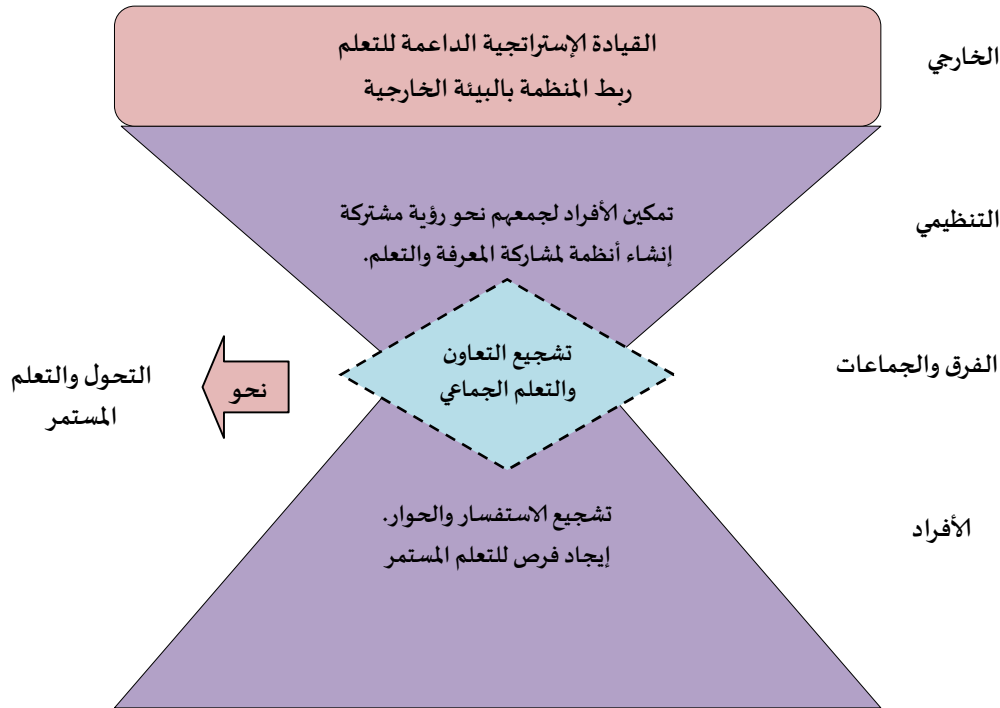 القيادة الإستراتجية الداعمة للتعلم
ربط المنظمة بالبيئة الخارجية
الخارجي
تمكين الأفراد لجمعهم نحو رؤية مشتركة
إنشاء أنظمة لمشاركة المعرفة والتعلم.
التنظيمي
تشجيع التعاون
والتعلم الجماعي
الفرق والجماعات
نحو
التحول والتعلم
المستمر
تشجيع الاستفسار والحوار.
إيجاد فرص للتعلم المستمر
الأفراد